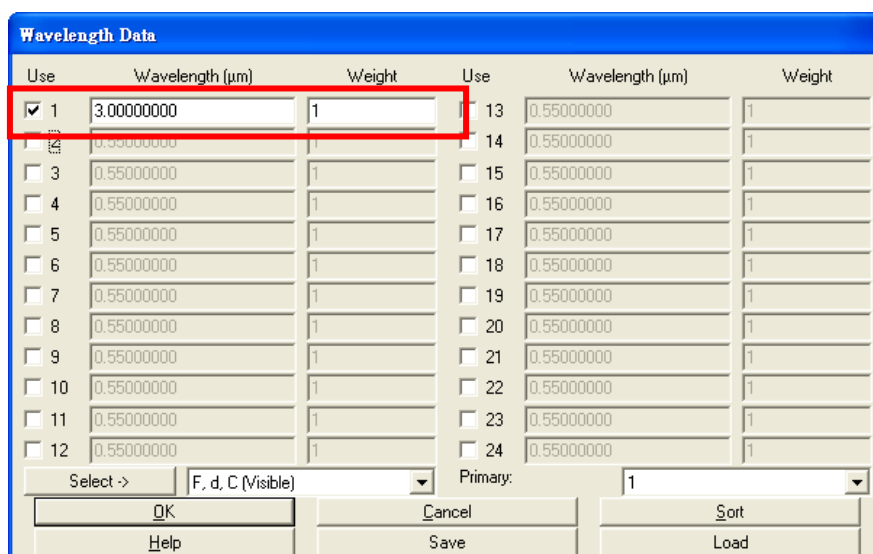 Wavelength Data
Use Wavelength (µm) Weight Use Wavelength (µm) Weight
1 3.00000000 1 13 0.55000000 1
2 0.55000000 1 14 0.55000000 1
3 0.55000000 1 15 0.55000000 1
4 0.55000000 1 16 0.55000000 1
5 0.55000000 1 17 0.55000000 1
6 0.55000000 1 18 0.55000000 1
7 0.55000000 1 19 0.55000000 1
8 0.55000000 1 20 0.55000000 1
9 0.55000000 1 21 0.55000000 1
10 0.55000000 1 22 0.55000000 1
11 0.55000000 1 23 0.55000000 1
12 0.55000000 1 24 0.55000000 1
Select -> F, d, C (Visible) Primary: 1
OK Cancel Sort
Help Save Load